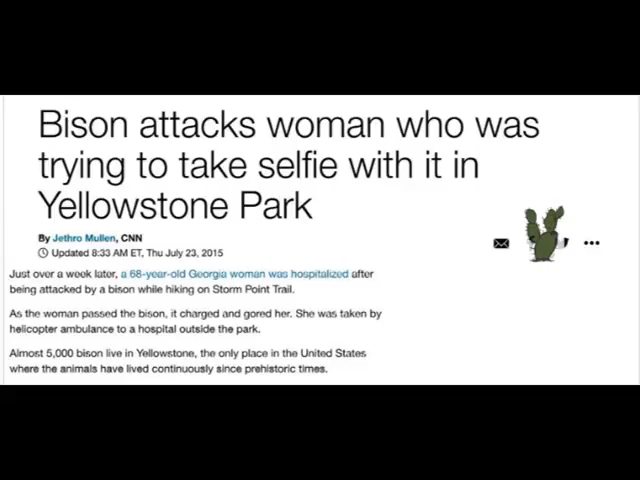 Bison attacks woman who was
trying to take selfie with it in
Yellowstone Park
By Jethro Mullen, CNN
Updated 8:33 AM ET, Thu July 23, 2015
Just over a week later, a 68-year-old Georgia woman was hospitalized after
being attacked by a bison while hiking on Storm Point Trail.
As the woman passed the bison, it charged and gored her. She was taken by
helicopter ambulance to a hospital outside the park.
Almost 5,000 bison live in Yellowstone, the only place in the United States
where the animals have lived continuously since prehistoric times.